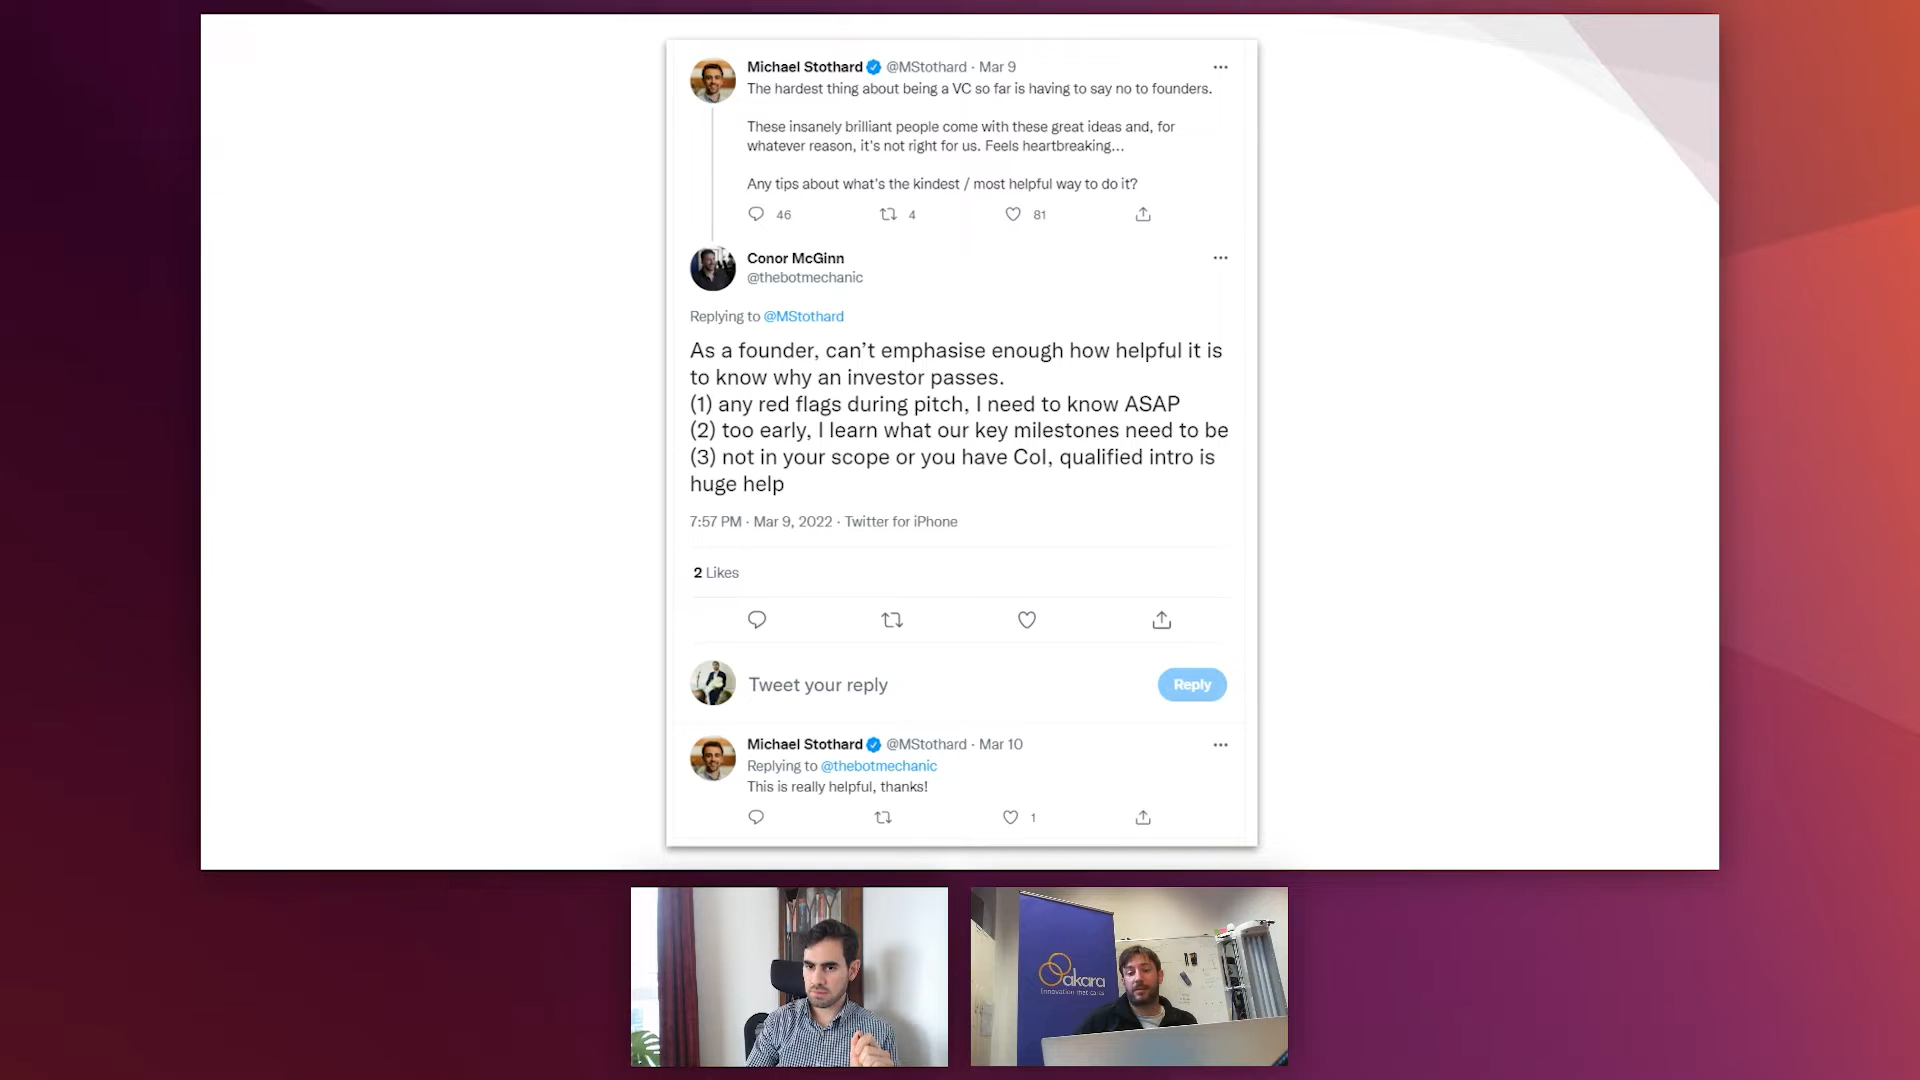 Michael Stothard @MStothard · Mar 9
The hardest thing about being a VC so far is having to say no to founders.
These insanely brilliant people come with these great ideas and, for
whatever reason, it's not right for us. Feels heartbreaking...
Any tips about what's the kindest / most helpful way to do it?
46 4 81
Conor McGinn
@thebotmechanic
Replying to @MStothard
As a founder, can’t emphasise enough how helpful it is
to know why an investor passes.
(1) any red flags during pitch, I need to know ASAP
(2) too early, I learn what our key milestones need to be
(3) not in your scope or you have CoI, qualified intro is
huge help
7:57 PM · Mar 9, 2022 · Twitter for iPhone
2 Likes
Tweet your reply
Reply
Michael Stothard @MStothard · Mar 10
Replying to @thebotmechanic
This is really helpful, thanks!
1
akara
Innovation that cares